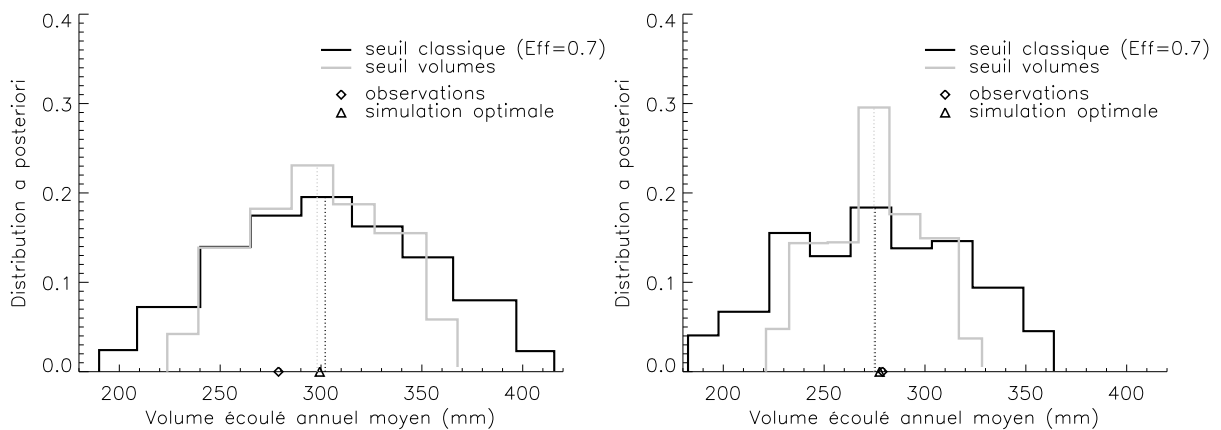 0.4
seuil classique (Eff=0.7)
seuil volumes
observations
simulation optimale
0.3
0.2
0.1
0.0
Distribution a posteriori
200 250 300 350 400
Volume écoulé annuel moyen (mm)
0.4
seuil classique (Eff=0.7)
seuil volumes
observations
simulation optimale
0.3
0.2
0.1
0.0
Distribution a posteriori
200 250 300 350 400
Volume écoulé annuel moyen (mm)